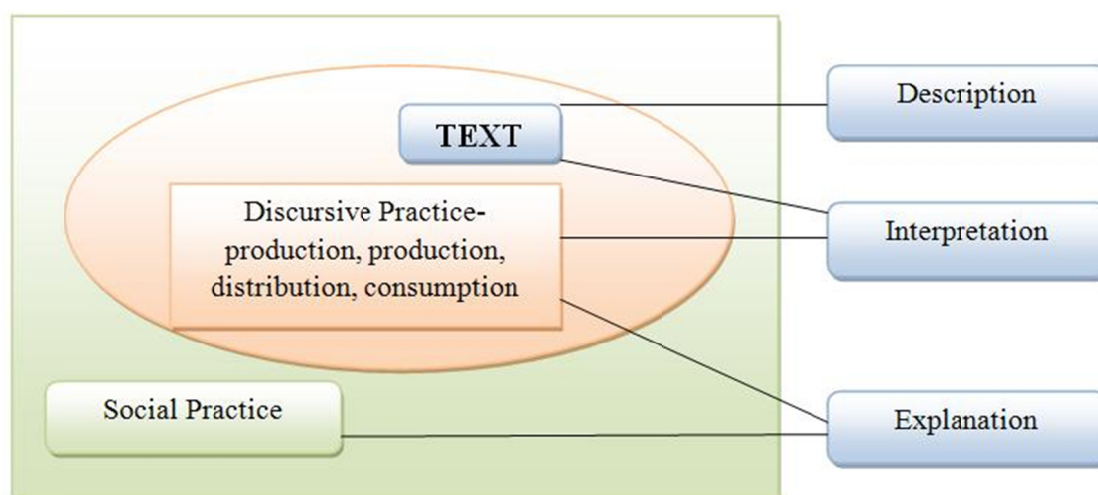 TEXT
Discursive Practice-
production, production,
distribution, consumption
Social Practice
Description
Interpretation
Explanation